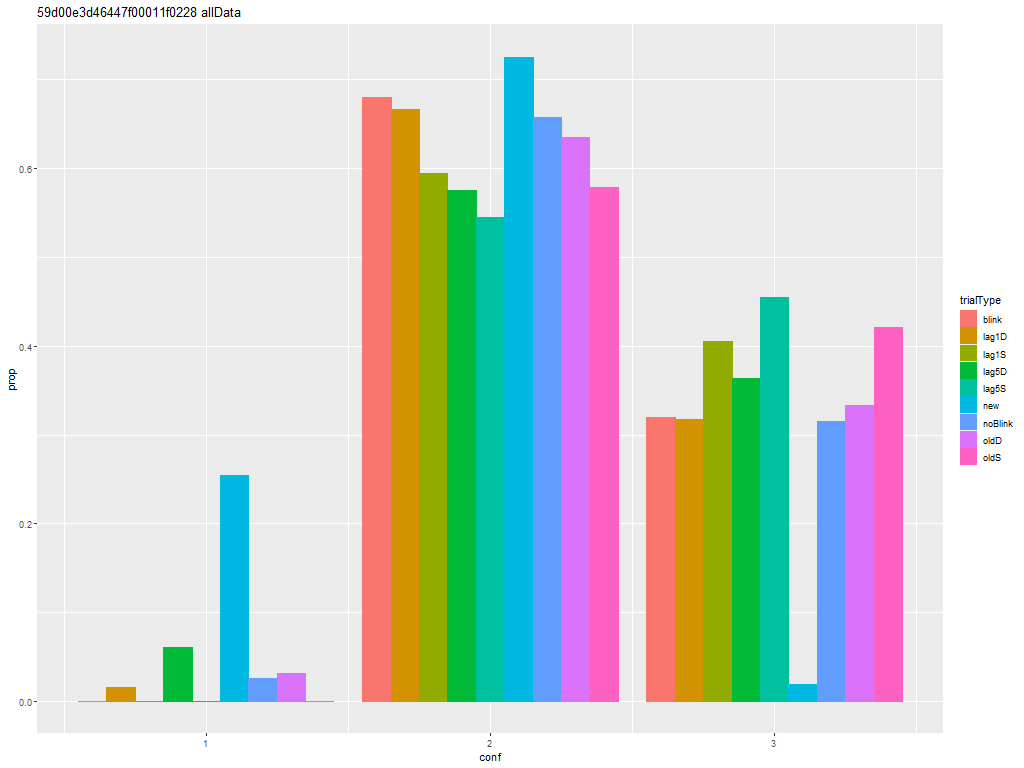 59d00e3d46447f00011f0228 allData
prop
0.6
0.4
0.2
0.0
1
2
3
conf
trialType
blink
lag1D
lag1S
lag5D
lag5S
new
noBlink
oldD
oldS